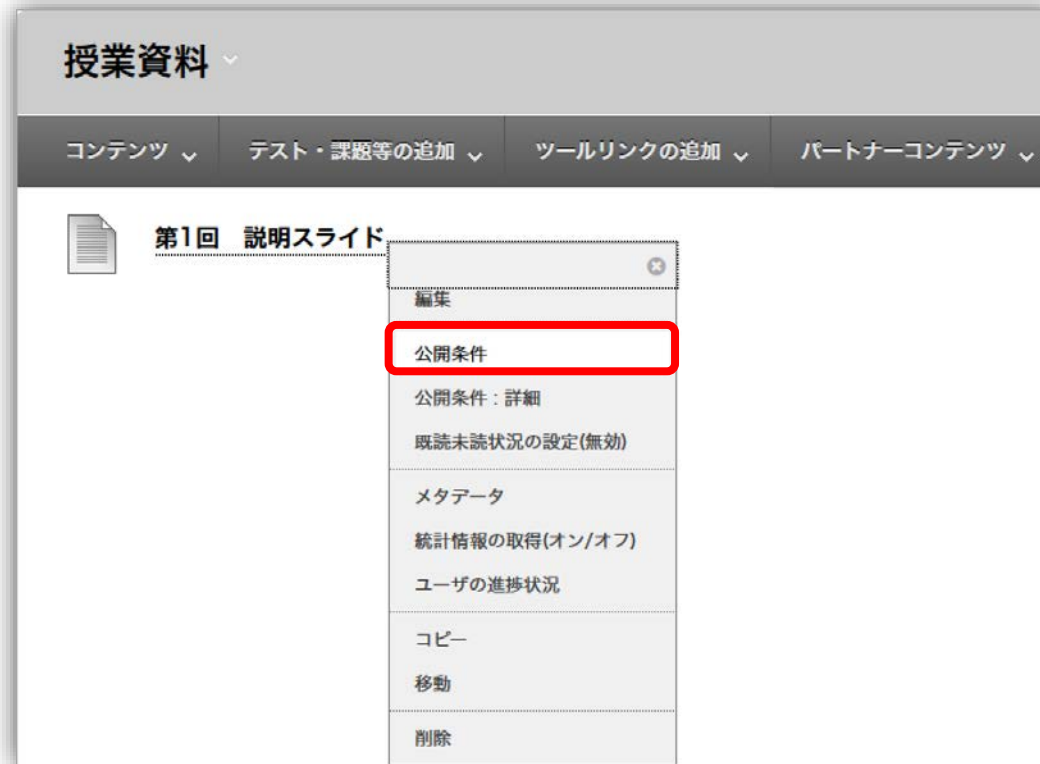 授業資料
コンテンツ テスト・課題等の追加 ツールリンクの追加 パートナーコンテンツ
第1回　説明スライド
編集
公開条件
公開条件 : 詳細
既読未読状況の設定(無効)
メタデータ
統計情報の取得(オン/オフ)
ユーザの進捗状況
コピー
移動
削除